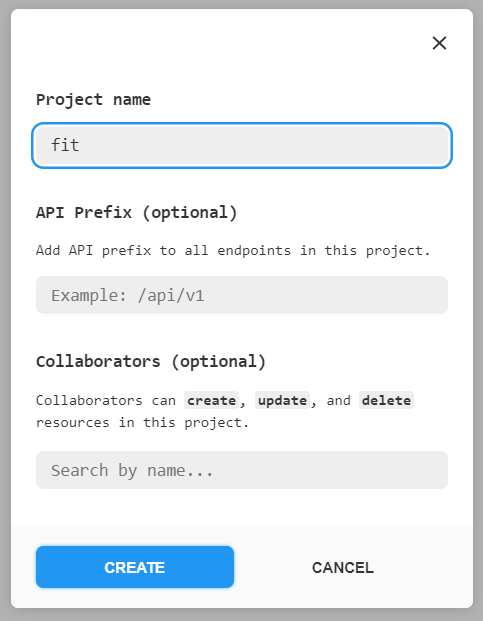 Project name
fit
API Prefix (optional)
Add API prefix to all endpoints in this project.
Example: /api/v1
Collaborators (optional)
Collaborators can create, update, and delete
resources in this project.
Search by name...
CREATE CANCEL